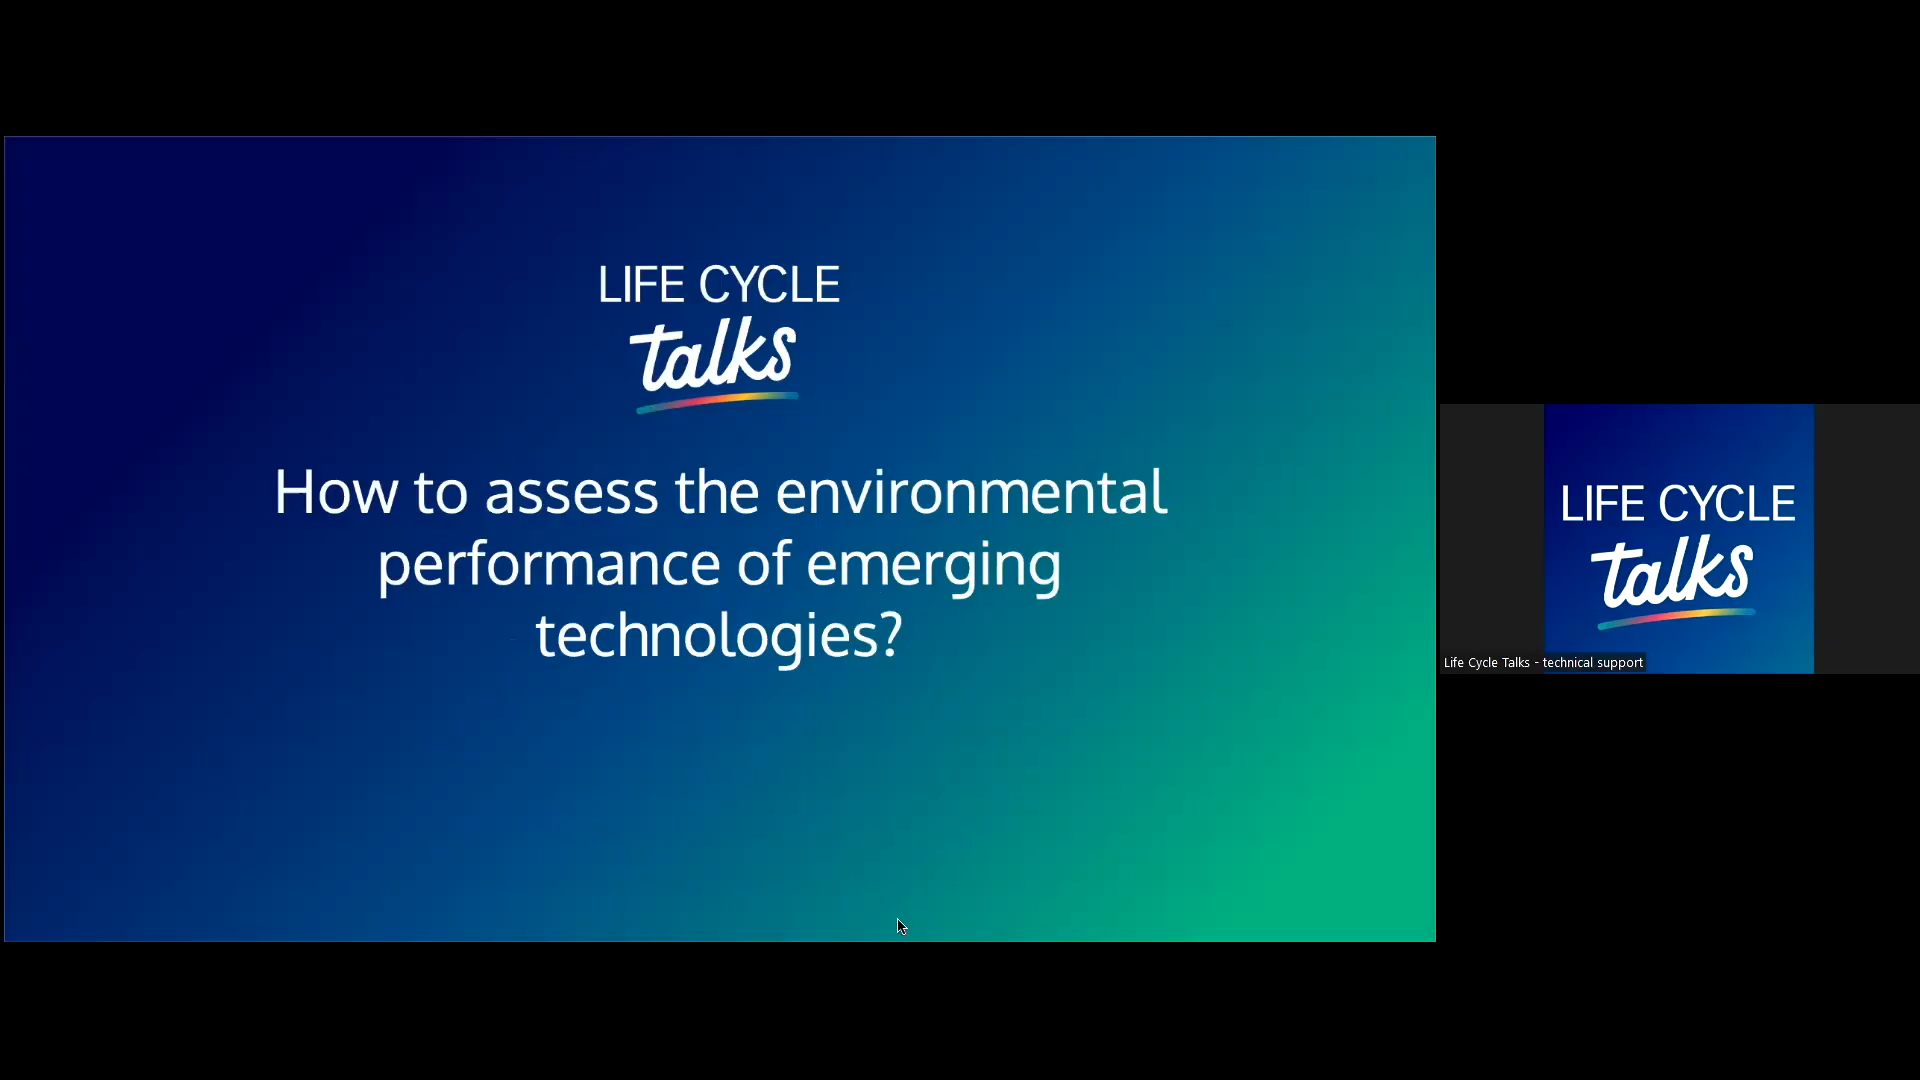 LIFE CYCLE
talks
How to assess the environmental
performance of emerging
technologies?
LIFE CYCLE
talks
Life Cycle Talks - technical support